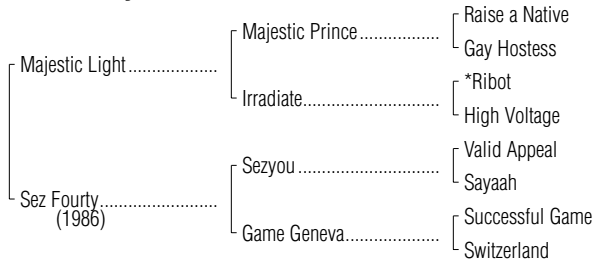 Raise a Native
Majestic Prince..................
Gay Hostess
Majestic Light....................
*Ribot
Irradiate...............................
High Voltage
Valid Appeal
Sezyou ................................
Sayaah
Sez Fourty..........................
(1986)
Successful Game
Game Geneva.....................
Switzerland